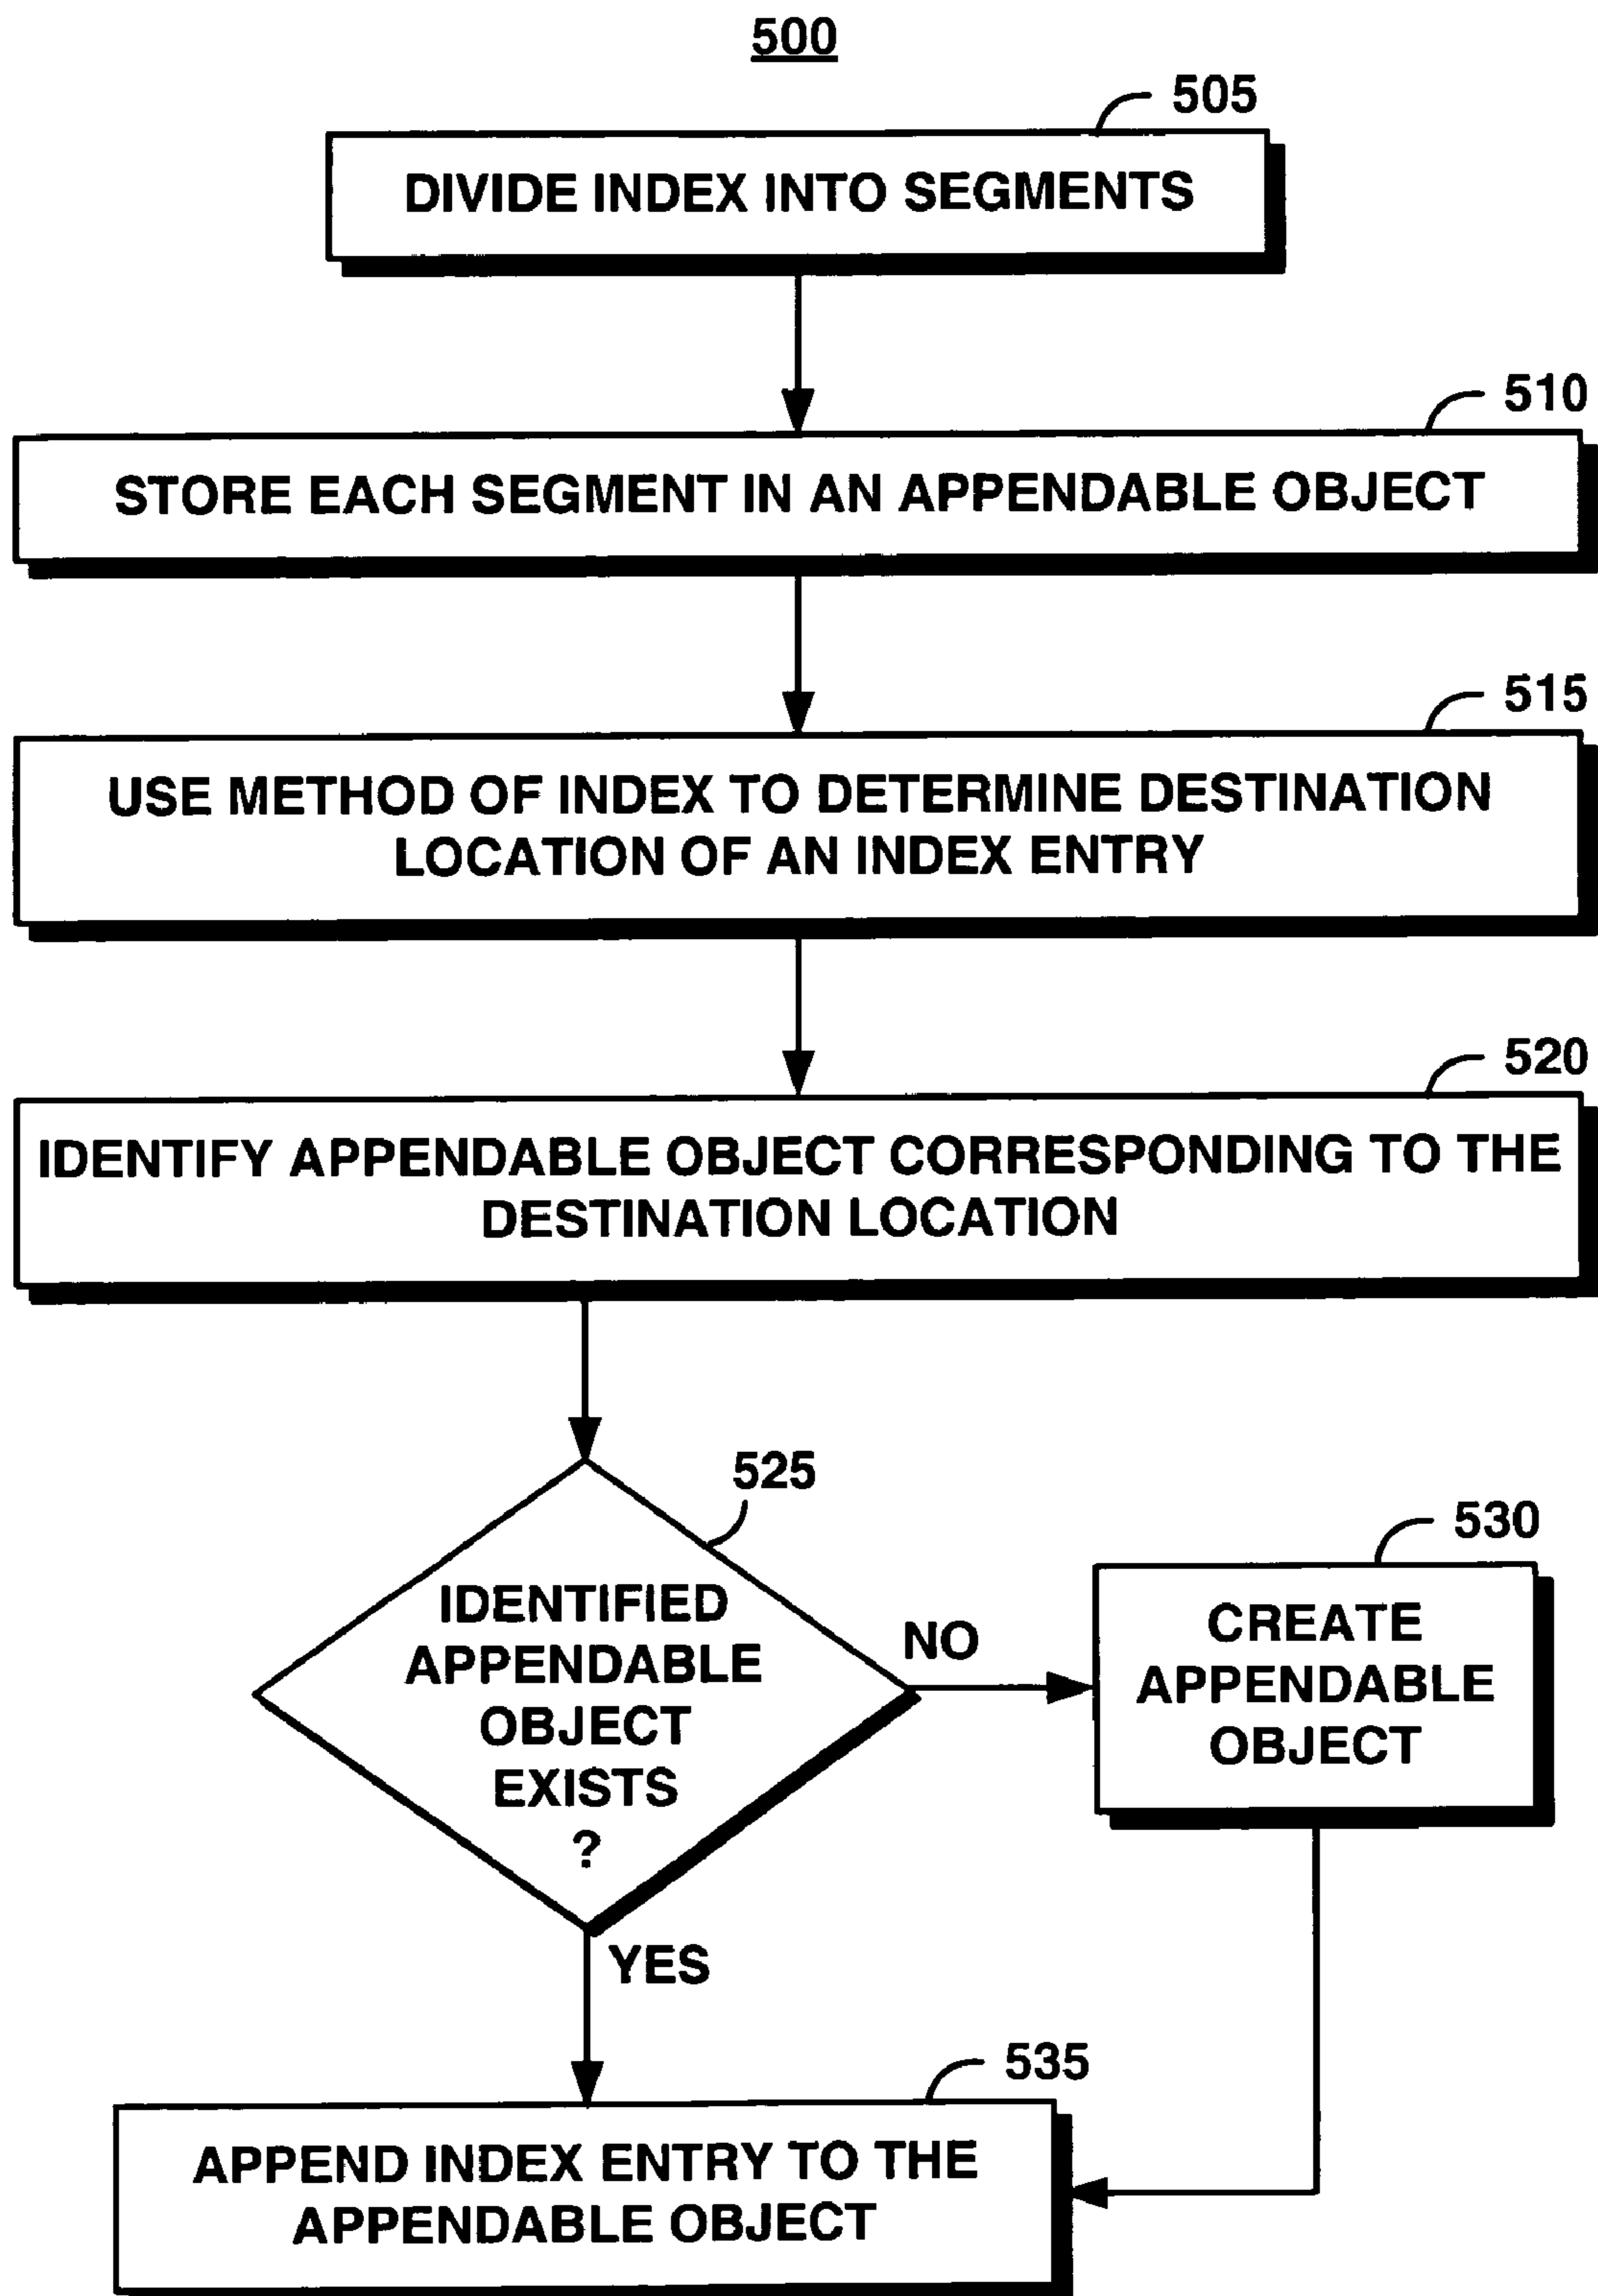 500
505
DIVIDE INDEX INTO SEGMENTS
510
STORE EACH SEGMENT IN AN APPENDABLE OBJECT
515
USE METHOD OF INDEX TO DETERMINE DESTINATION
LOCATION OF AN INDEX ENTRY
520
IDENTIFY APPENDABLE OBJECT CORRESPONDING TO THE
DESTINATION LOCATION
525
IDENTIFIED
APPENDABLE
OBJECT
EXISTS
?
NO
530
CREATE
APPENDABLE
OBJECT
YES
535
APPEND INDEX ENTRY TO THE
APPENDABLE OBJECT